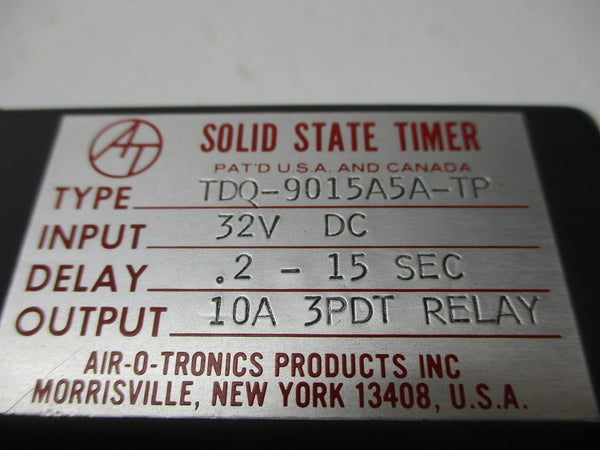 AT SOLID STATE TIMER
PAT'D U.S.A. AND CANADA
TYPE TDQ-9015A5A-TP
INPUT 32V DC
DELAY .2 - 15 SEC
OUTPUT 10A 3PDT RELAY
AIR-O-TRONICS PRODUCTS INC
MORRISVILLE, NEW YORK 13408, U.S.A.